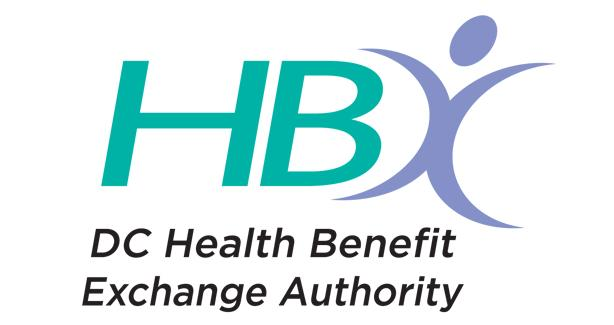 HBX
DC Health Benefit
Exchange Authority